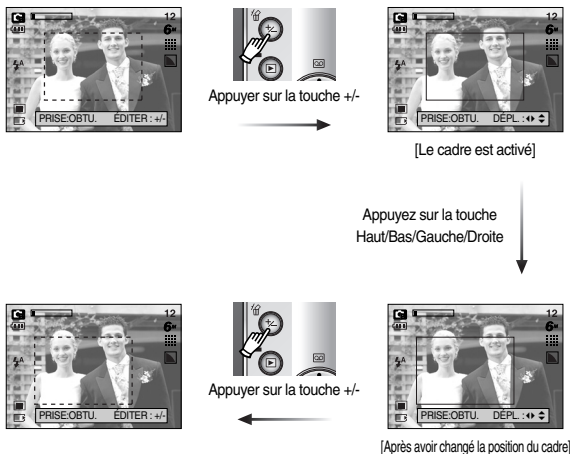 12
6M
PRISE:OBTU. ÉDITER : +/-
Appuyer sur la touche +/-
12
6M
PRISE:OBTU. DÉPL. :
[Le cadre est activé]
Appuyez sur la touche
Haut/Bas/Gauche/Droite
12
6M
PRISE:OBTU. ÉDITER : +/-
Appuyer sur la touche +/-
12
6M
PRISE:OBTU. DÉPL. :
[Après avoir changé la position du cadre]